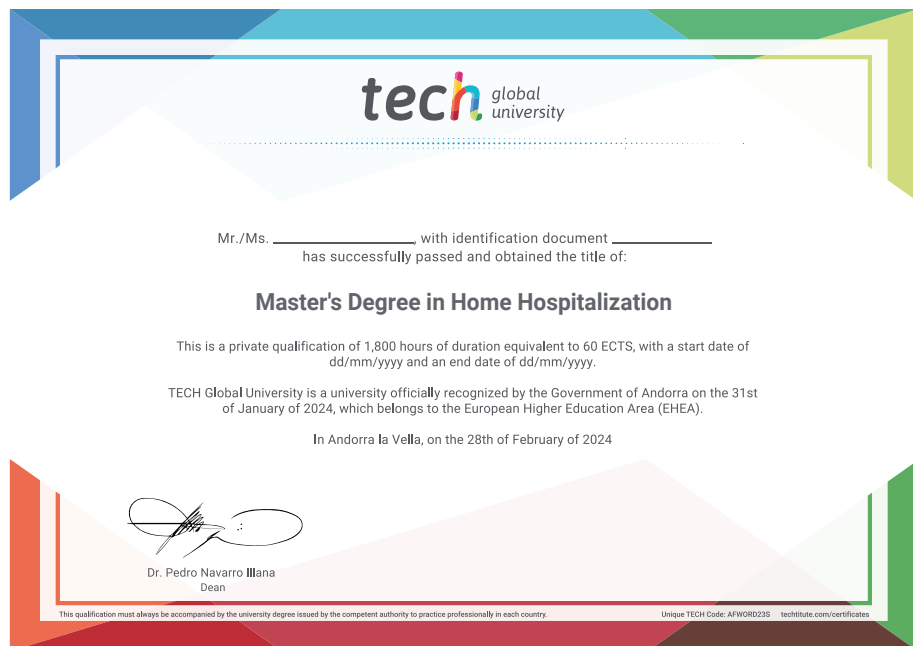 tech global
university
Mr./Ms. ____________, with identification document ____________
has successfully passed and obtained the title of:
Master's Degree in Home Hospitalization
This is a private qualification of 1,800 hours of duration equivalent to 60 ECTS, with a start date of
dd/mm/yyyy and an end date of dd/mm/yyyy.
TECH Global University is a university officially recognized by the Government of Andorra on the 31st
of January of 2024, which belongs to the European Higher Education Area (EHEA).
In Andorra la Vella, on the 28th of February of 2024
Dr. Pedro Navarro Illana
Dean
This qualification must always be accompanied by the university degree issued by the competent authority to practice professionally in each country. Unique TECH Code: AFWORD23S techtitute.com/certificates